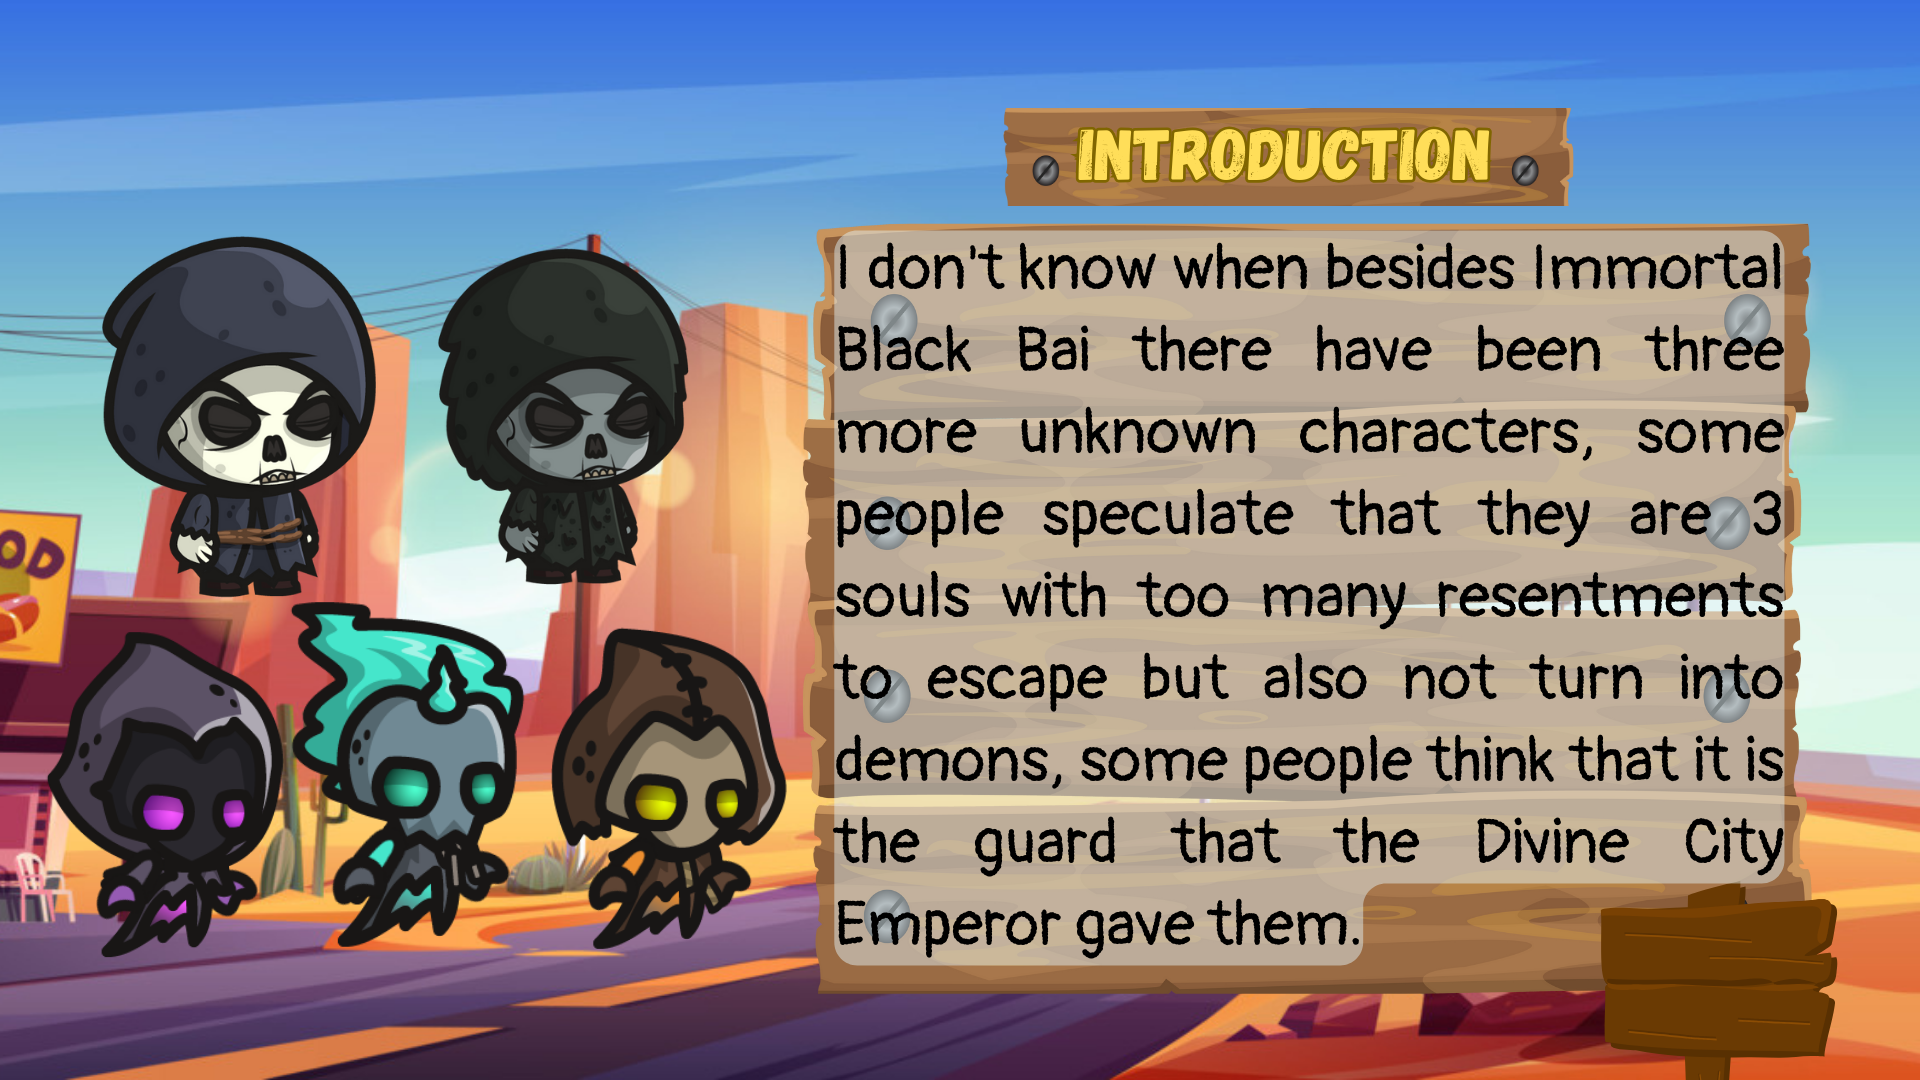 INTRODUCTION
I don't know when besides Immortal
Black Bai there have been three
more unknown characters, some
people speculate that they are 3
souls with too many resentments
to escape but also not turn into
demons, some people think that it is
the guard that the Divine City
Emperor gave them.
OD